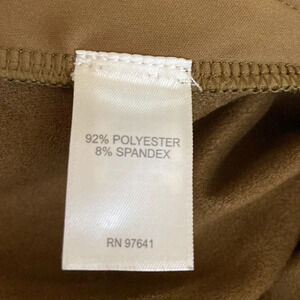 92% POLYESTER
8% SPANDEX
RN 97641